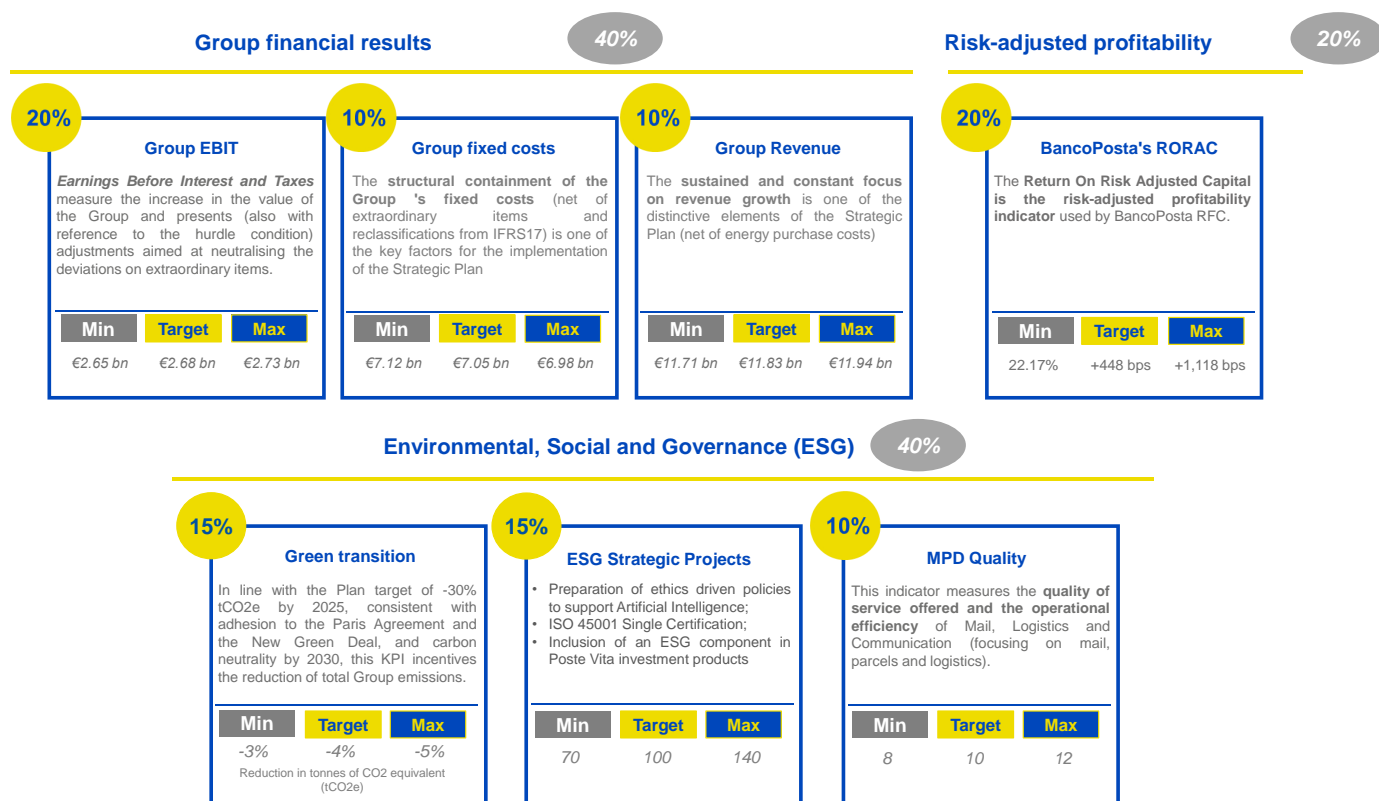 Group financial results
40%
Risk-adjusted profitability
20%
20%
Group EBIT
Earnings Before Interest and Taxes
measure the increase in the value of
the Group and presents (also with
reference to the hurdle condition)
adjustments aimed at neutralising the
deviations on extraordinary items.
Min Target Max
€2.65 bn €2.68 bn €2.73 bn
10%
Group fixed costs
The structural containment of the
Group 's fixed costs (net of
extraordinary items and
reclassifications from IFRS17) is one of
the key factors for the implementation
of the Strategic Plan
Min Target Max
€7.12 bn €7.05 bn €6.98 bn
10%
Group Revenue
The sustained and constant focus
on revenue growth is one of the
distinctive elements of the Strategic
Plan (net of energy purchase costs)
Min Target Max
€11.71 bn €11.83 bn €11.94 bn
20%
BancoPosta's RORAC
The Return On Risk Adjusted Capital
is the risk-adjusted profitability
indicator used by BancoPosta RFC.
Min Target Max
22.17% +448 bps +1,118 bps
Environmental, Social and Governance (ESG)
40%
15%
Green transition
In line with the Plan target of -30%
tCO2e by 2025, consistent with
adhesion to the Paris Agreement and
the New Green Deal, and carbon
neutrality by 2030, this KPI incentives
the reduction of total Group emissions.
Min Target Max
-3% -4% -5%
Reduction in tonnes of CO2 equivalent
(tCO2e)
15%
ESG Strategic Projects
• Preparation of ethics driven policies
to support Artificial Intelligence;
• ISO 45001 Single Certification;
• Inclusion of an ESG component in
Poste Vita investment products
Min Target Max
70 100 140
10%
MPD Quality
This indicator measures the quality of
service offered and the operational
efficiency of Mail, Logistics and
Communication (focusing on mail,
parcels and logistics).
Min Target Max
8 10 12